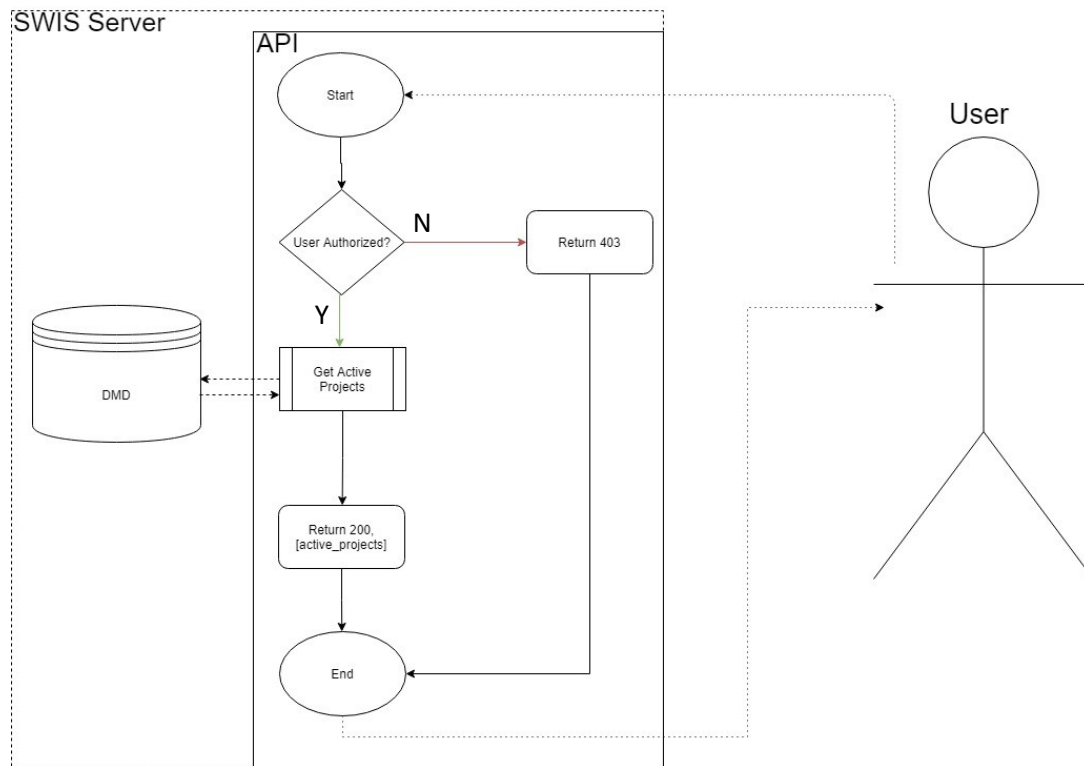 SWIS Server
API
Start
User
User Authorized?
N
Return 403
Y
Get Active
Projects
DMD
Return 200,
[active_projects]
End